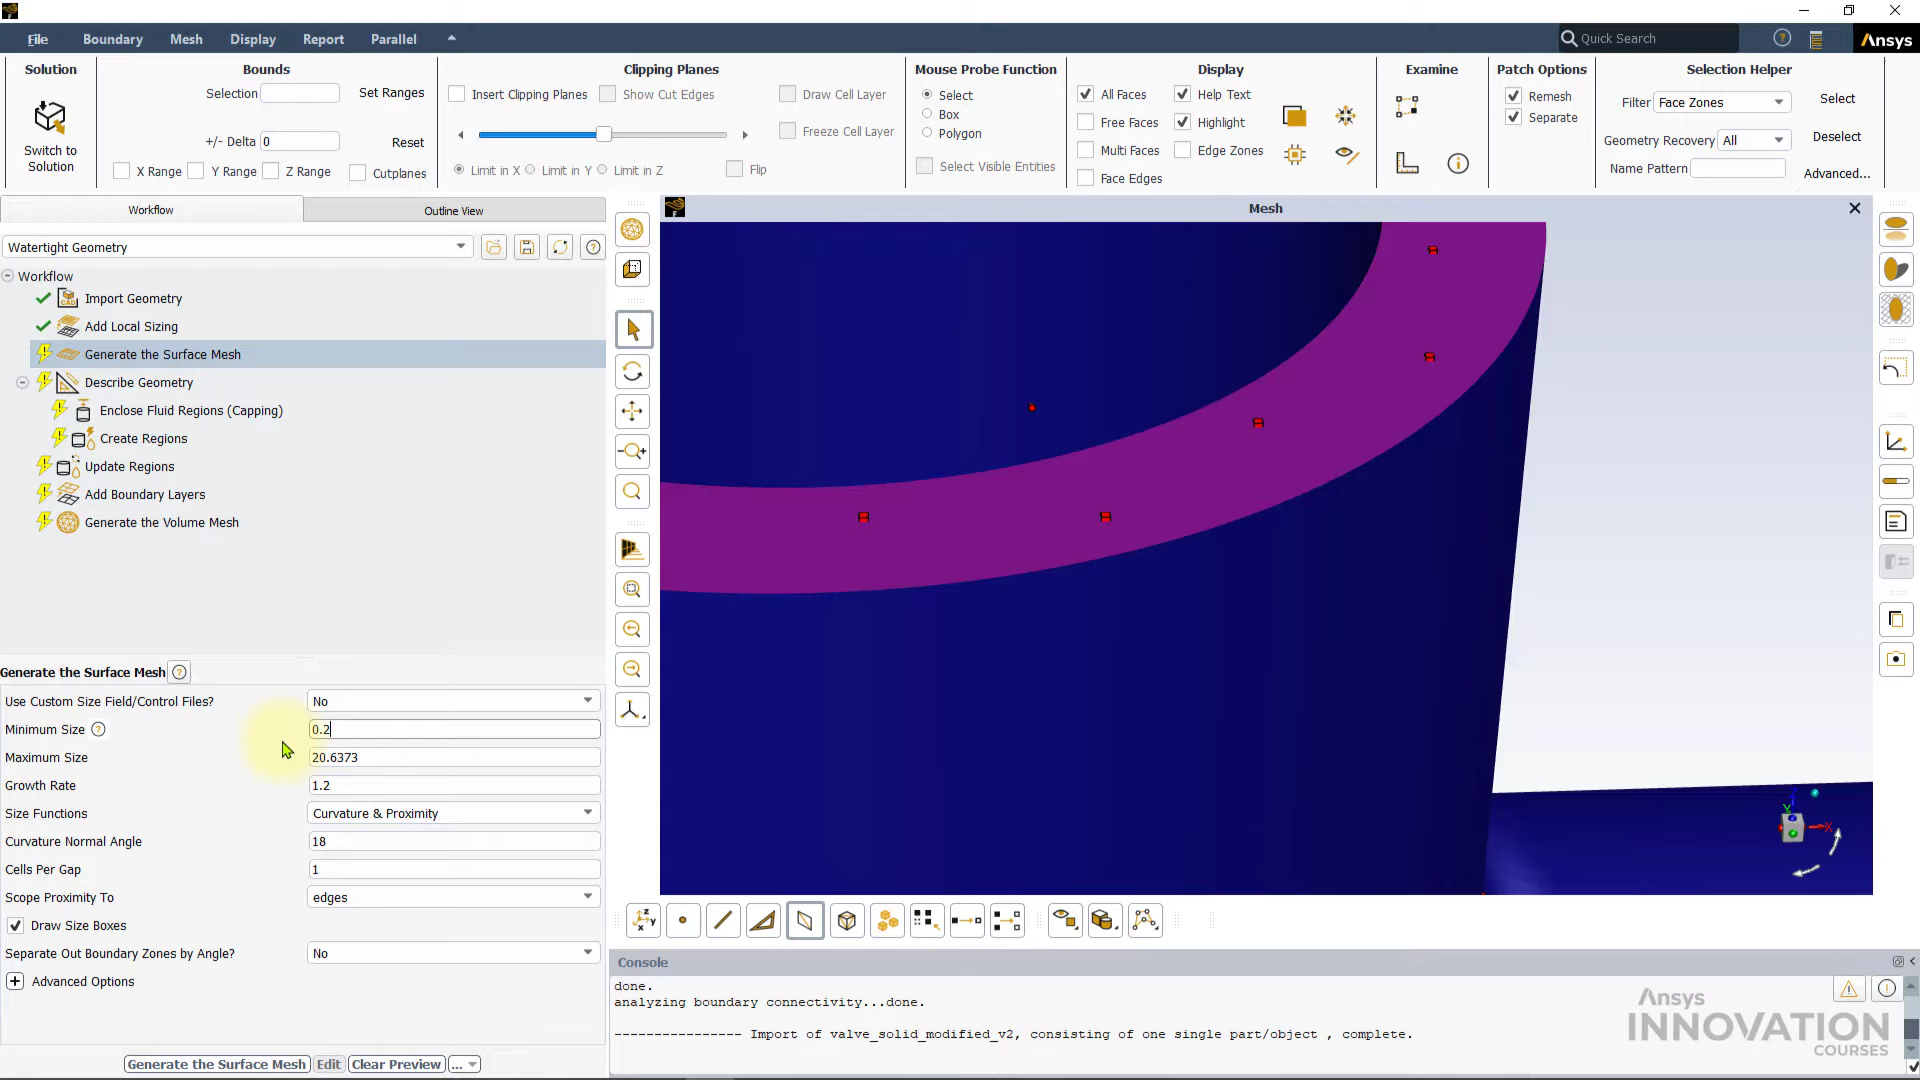 File Boundary Mesh Display Report Parallel Quick Search Ansys
Solution
Switch to
Solution
Bounds
Selection Set Ranges
+/- Delta 0 Reset
X Range Y Range Z Range Cutplanes
Clipping Planes
Insert Clipping Planes Show Cut Edges Draw Cell Layer
Freeze Cell Layer
Limit in X Limit in Y Limit in Z Flip
Mouse Probe Function
Select
Box
Polygon
Select Visible Entities
Display
All Faces Help Text
Free Faces Highlight
Multi Faces Edge Zones
Face Edges
Examine
Patch Options
Remesh
Separate
Selection Helper
Filter Face Zones Select
Geometry Recovery All Deselect
Name Pattern Advanced...
Workflow Outline View
Watertight Geometry
Workflow
Import Geometry
Add Local Sizing
Generate the Surface Mesh
Describe Geometry
Enclose Fluid Regions (Capping)
Create Regions
Update Regions
Add Boundary Layers
Generate the Volume Mesh
Generate the Surface Mesh
Use Custom Size Field/Control Files? No
Minimum Size 0.2
Maximum Size 20.6373
Growth Rate 1.2
Size Functions Curvature & Proximity
Curvature Normal Angle 18
Cells Per Gap 1
Scope Proximity To edges
Draw Size Boxes
Separate Out Boundary Zones by Angle? No
Advanced Options
Generate the Surface Mesh Edit Clear Preview ...
Mesh
Y
X
Console
done.
analyzing boundary connectivity...done.
---------------- Import of valve_solid_modified_v2, consisting of one single part/object , complete.
Ansys
INNOVATION
COURSES